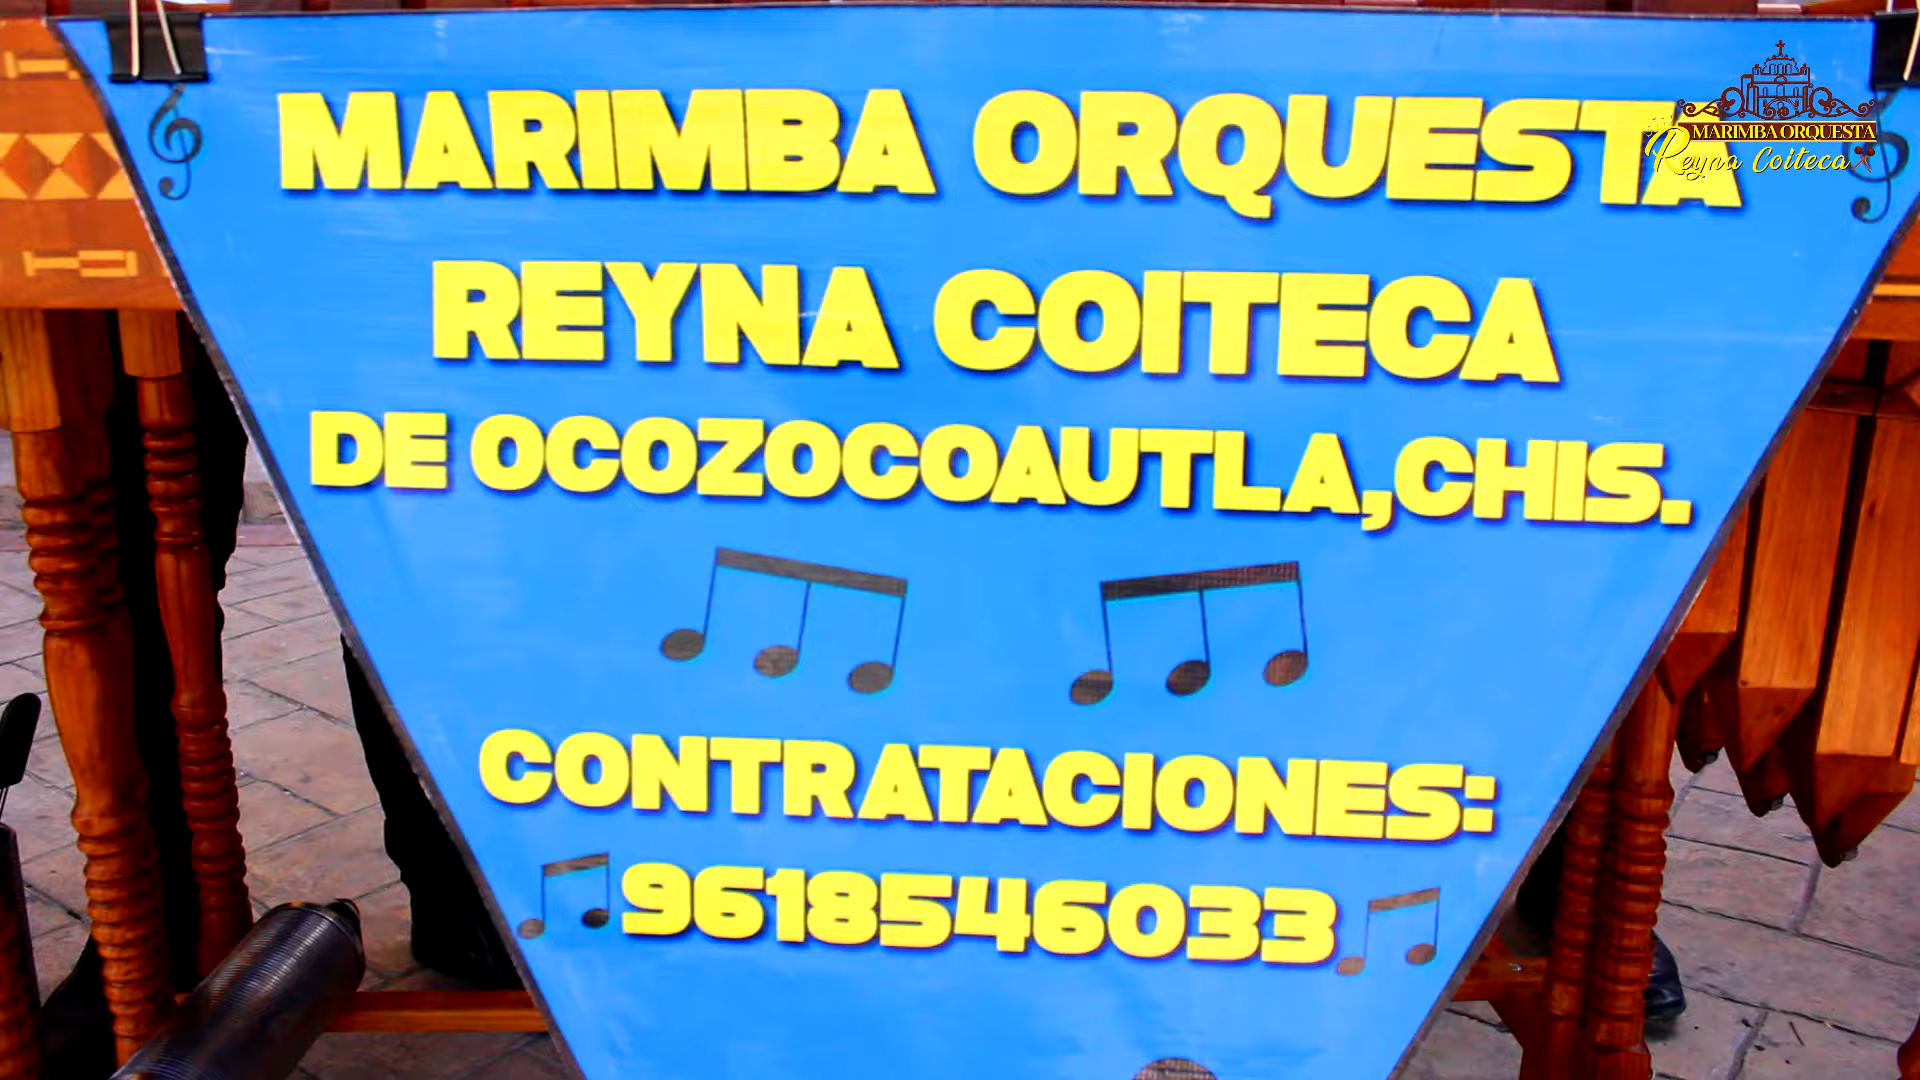 MARIMBA ORQUESTA
REYNA COITECA
DE OCOZOCOAUTLA,CHIS.
CONTRATACIONES:
9618546033
MARIMBA ORQUESTA
Reyna Coiteca